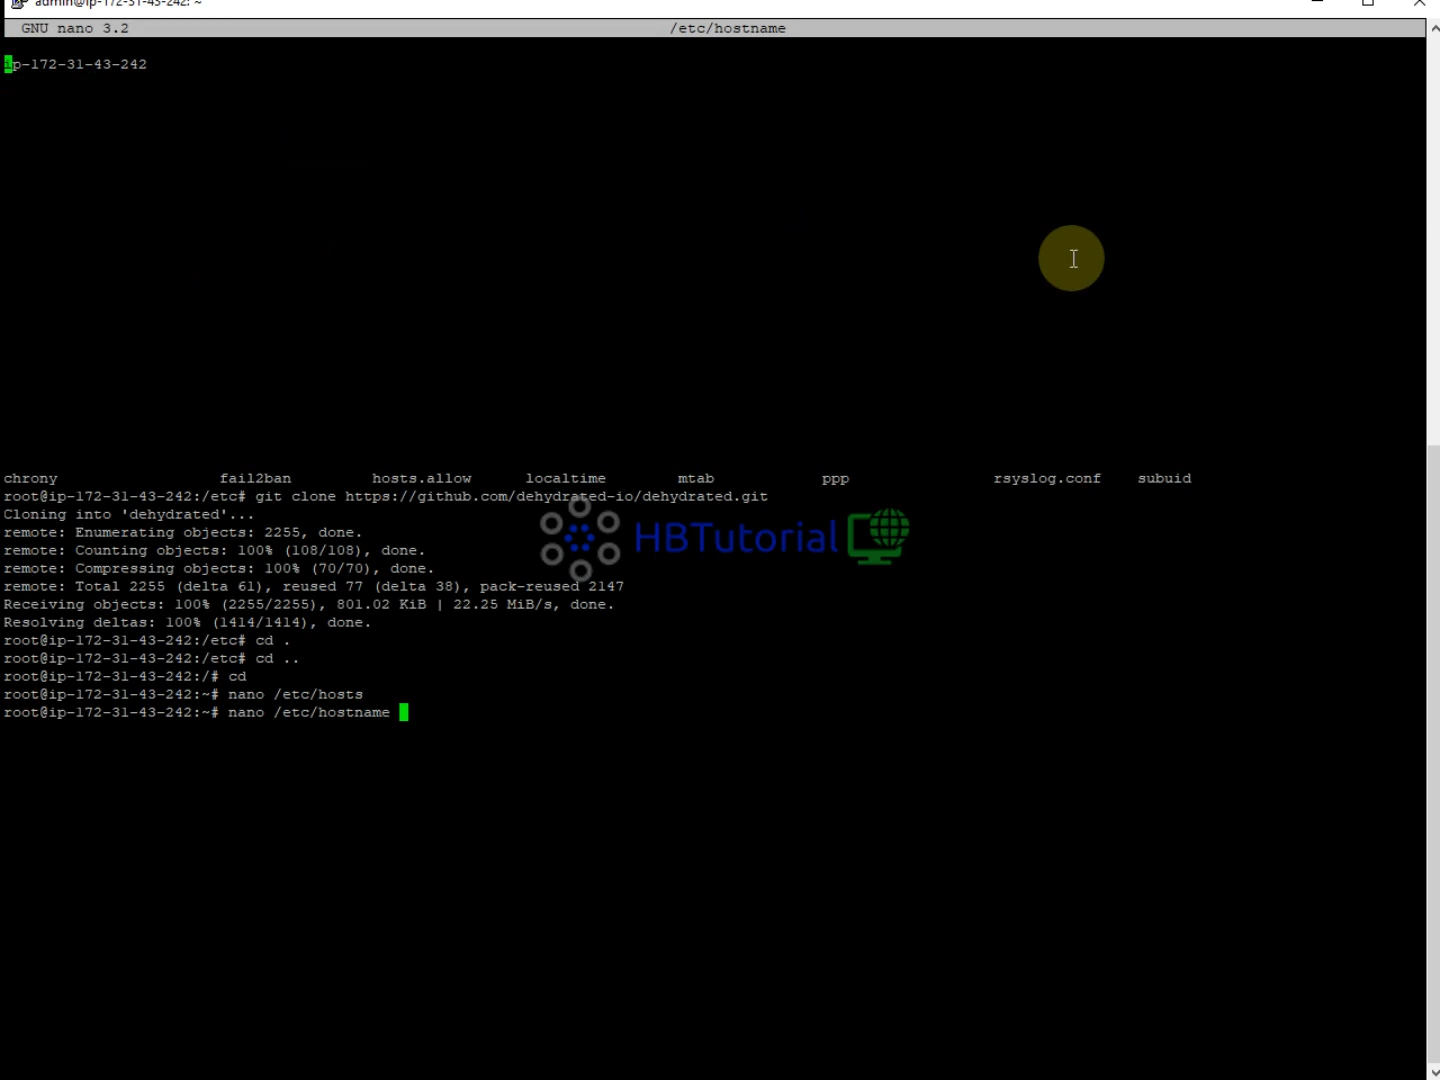 admin@ip-172-31-43-242: ~
GNU nano 3.2 /etc/hostname
ip-172-31-43-242
chrony fail2ban hosts.allow localtime mtab ppp rsyslog.conf subuid
root@ip-172-31-43-242:/etc# git clone https://github.com/dehydrated-io/dehydrated.git
Cloning into 'dehydrated'...
remote: Enumerating objects: 2255, done.
remote: Counting objects: 100% (108/108), done.
remote: Compressing objects: 100% (70/70), done.
remote: Total 2255 (delta 61), reused 77 (delta 38), pack-reused 2147
Receiving objects: 100% (2255/2255), 801.02 KiB | 22.25 MiB/s, done.
Resolving deltas: 100% (1414/1414), done.
root@ip-172-31-43-242:/etc# cd .
root@ip-172-31-43-242:/etc# cd ..
root@ip-172-31-43-242:/# cd
root@ip-172-31-43-242:~# nano /etc/hosts
root@ip-172-31-43-242:~# nano /etc/hostname
HBTutorial